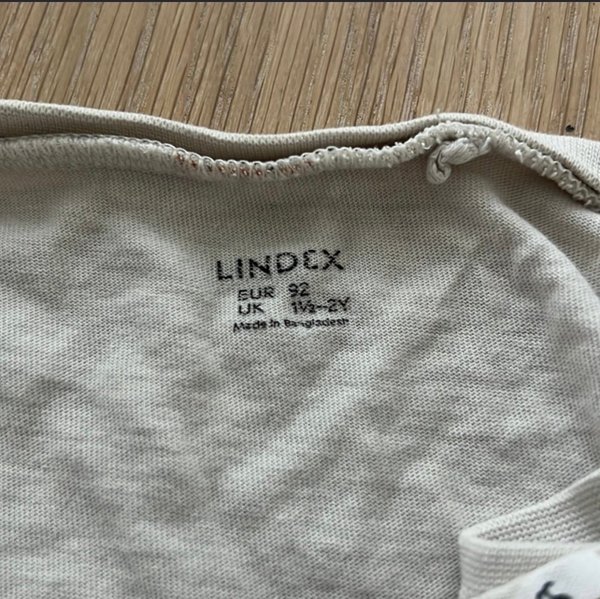 LINDEX
EUR 92
UK 1½-2Y
Made in Bangladesh